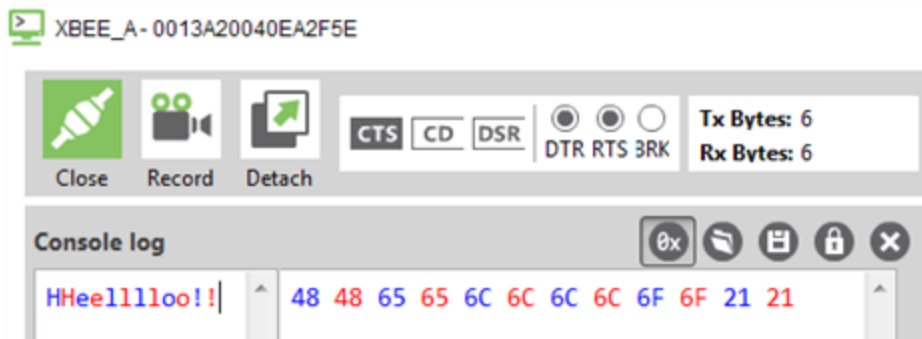 XBEE_A - 0013A20040EA2F5E
CTS CD DSR
DTR RTS BRK
Tx Bytes: 6
Rx Bytes: 6
Close Record Detach
Console log
0x
HHeelllloo!!
48 48 65 65 6C 6C 6C 6C 6F 6F 21 21